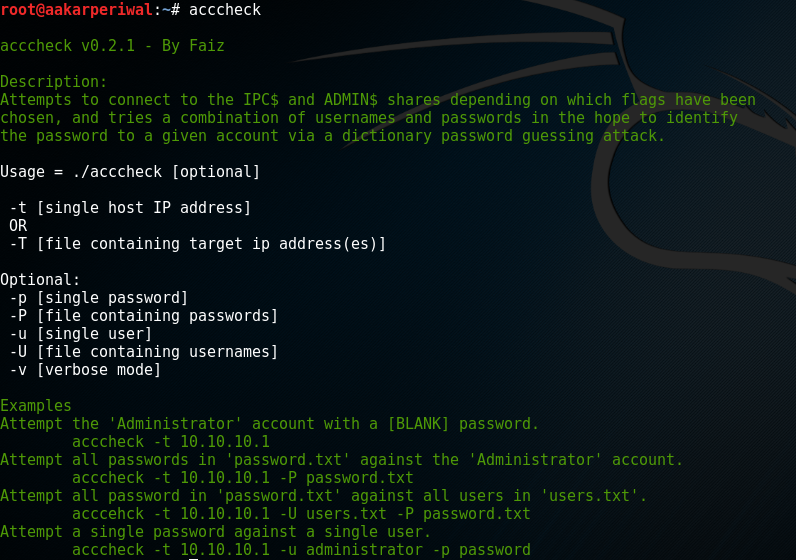 root@aakarperiwal:~# acccheck
acccheck v0.2.1 - By Faiz
Description:
Attempts to connect to the IPC$ and ADMIN$ shares depending on which flags have been
chosen, and tries a combination of usernames and passwords in the hope to identify
the password to a given account via a dictionary password guessing attack.
Usage = ./acccheck [optional]
-t [single host IP address]
OR
-T [file containing target ip address(es)]
Optional:
-p [single password]
-P [file containing passwords]
-u [single user]
-U [file containing usernames]
-v [verbose mode]
Examples
Attempt the 'Administrator' account with a [BLANK] password.
acccheck -t 10.10.10.1
Attempt all passwords in 'password.txt' against the 'Administrator' account.
acccheck -t 10.10.10.1 -P password.txt
Attempt all password in 'password.txt' against all users in 'users.txt'.
acccehck -t 10.10.10.1 -U users.txt -P password.txt
Attempt a single password against a single user.
acccheck -t 10.10.10.1 -u administrator -p password